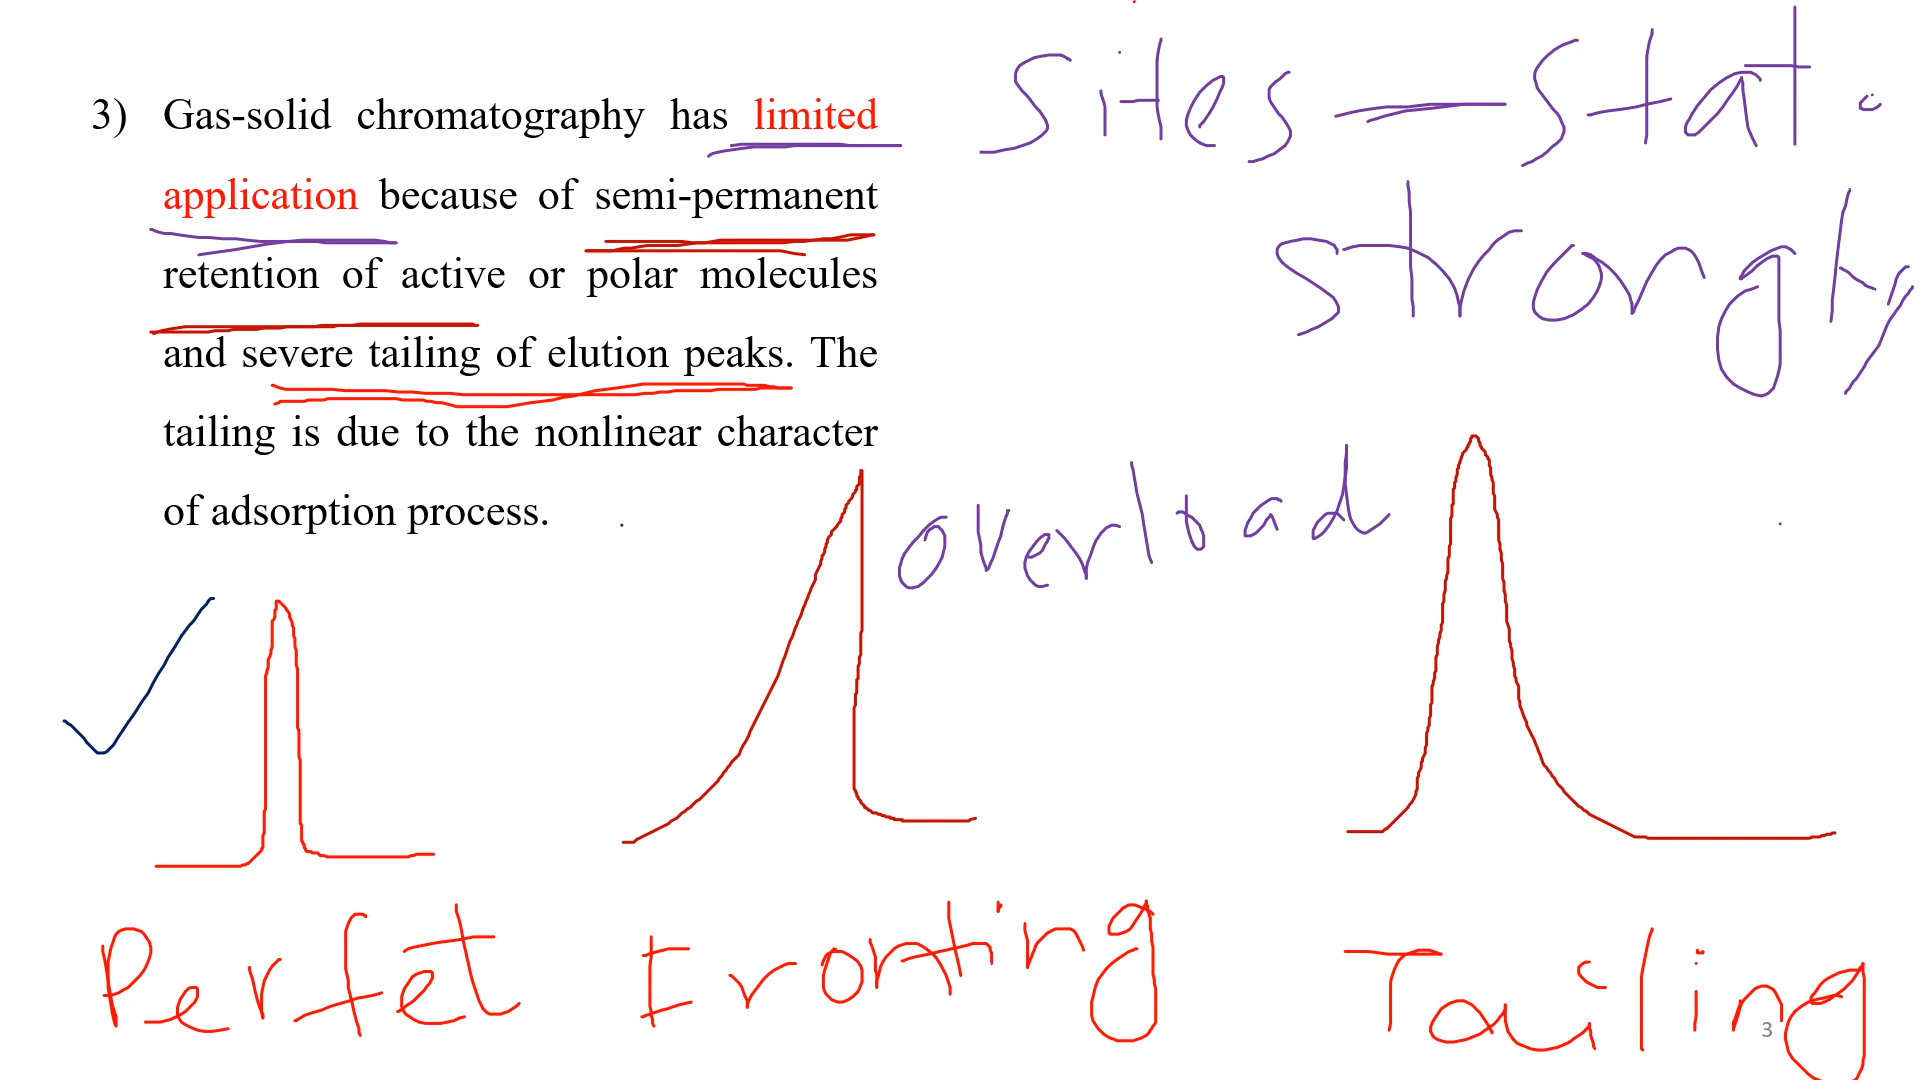 3) Gas-solid chromatography has limited
application because of semi-permanent
retention of active or polar molecules
and severe tailing of elution peaks. The
tailing is due to the nonlinear character
of adsorption process.
Sites — Stat.
strongly
overload
Perfet Fronting Tailing
3